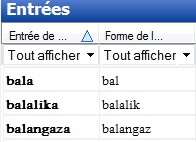 Entrées
Entrée de ... Forme de l...
Tout afficher Tout afficher
bala bal
balalika balalik
balangaza balangaz